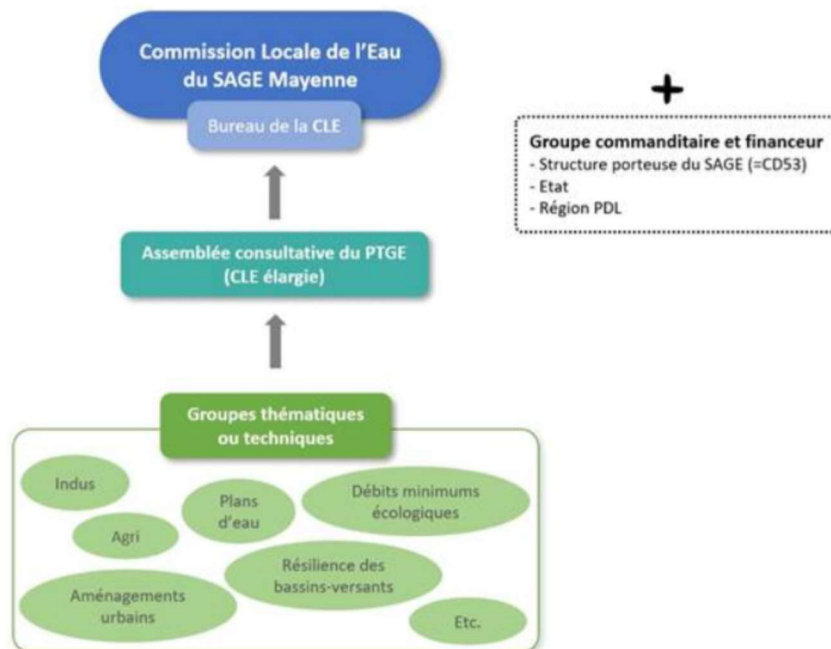 Commission Locale de l'Eau
du SAGE Mayenne
Bureau de la CLE
+
Groupe commanditaire et financeur
- Structure porteuse du SAGE (=CD53)
- Etat
- Région PDL
Assemblée consultative du PTGE
(CLE élargie)
Groupes thématiques
ou techniques
Indus
Plans
d'eau
Débits minimums
écologiques
Agri
Résilience des
bassins-versants
Aménagements
urbains
Etc.